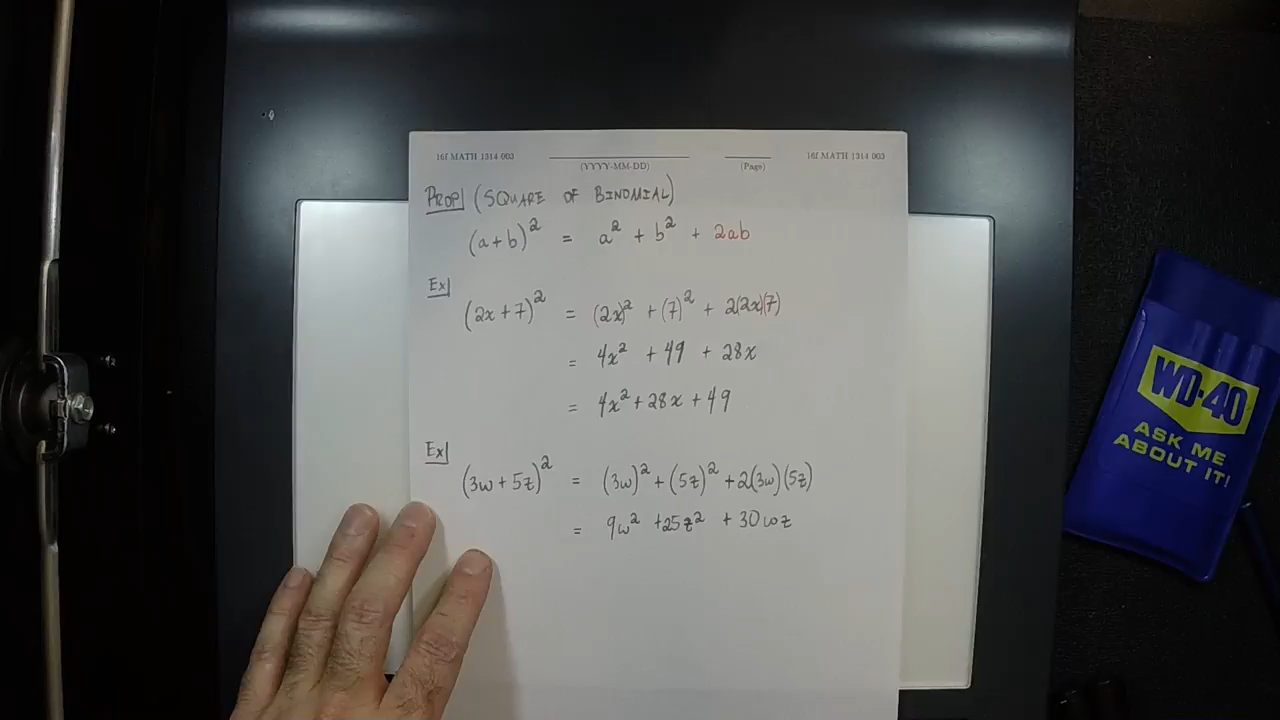 16f MATH 1314 003 (YYYY-MM-DD) (Page) 16f MATH 1314 003
PROP (SQUARE OF BINOMIAL)
(a+b)² = a² + b² + 2ab
Ex
(2x+7)² = (2x)² + (7)² + 2(2x)(7)
= 4x² + 49 + 28x
= 4x² + 28x + 49
Ex
(3w + 5z)² = (3w)² + (5z)² + 2(3w)(5z)
= 9w² + 25z² + 30wz
WD-40
ASK ME
ABOUT IT!